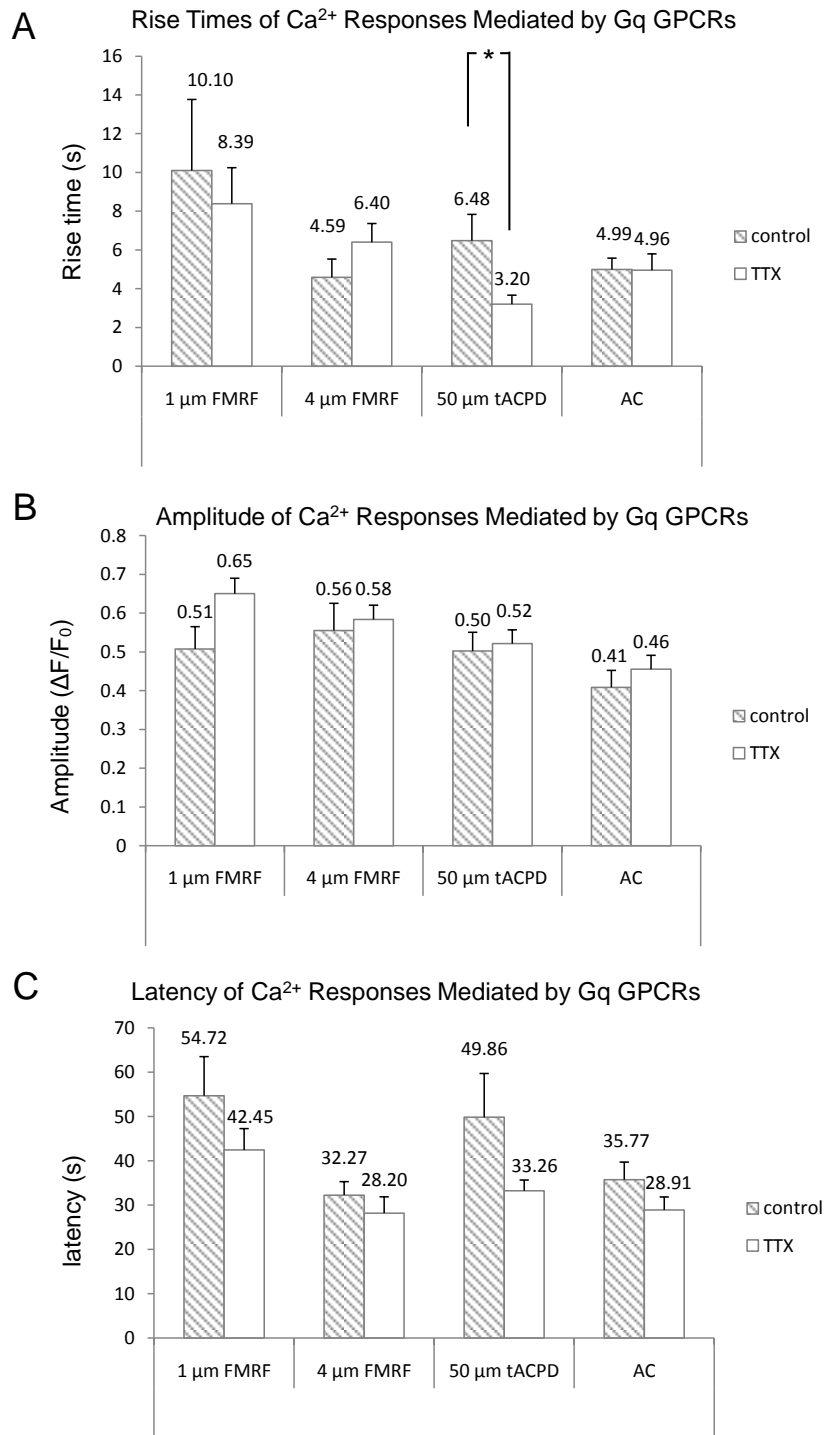 A
Rise Times of Ca²⁺ Responses Mediated by Gq GPCRs
*
16
14
12
10
8
6
4
2
0
Rise time (s)
10.10
8.39
4.59
6.40
6.48
3.20
4.99
4.96
control
TTX
1 µm FMRF
4 µm FMRF
50 µm tACPD
AC
B
Amplitude of Ca²⁺ Responses Mediated by Gq GPCRs
0.8
0.7
0.6
0.5
0.4
0.3
0.2
0.1
0
Amplitude (ΔF/F₀)
0.51
0.65
0.56
0.58
0.50
0.52
0.41
0.46
control
TTX
1 µm FMRF
4 µm FMRF
50 µm tACPD
AC
C
Latency of Ca²⁺ Responses Mediated by Gq GPCRs
70
60
50
40
30
20
10
0
latency (s)
54.72
42.45
32.27
28.20
49.86
33.26
35.77
28.91
control
TTX
1 µm FMRF
4 µm FMRF
50 µm tACPD
AC